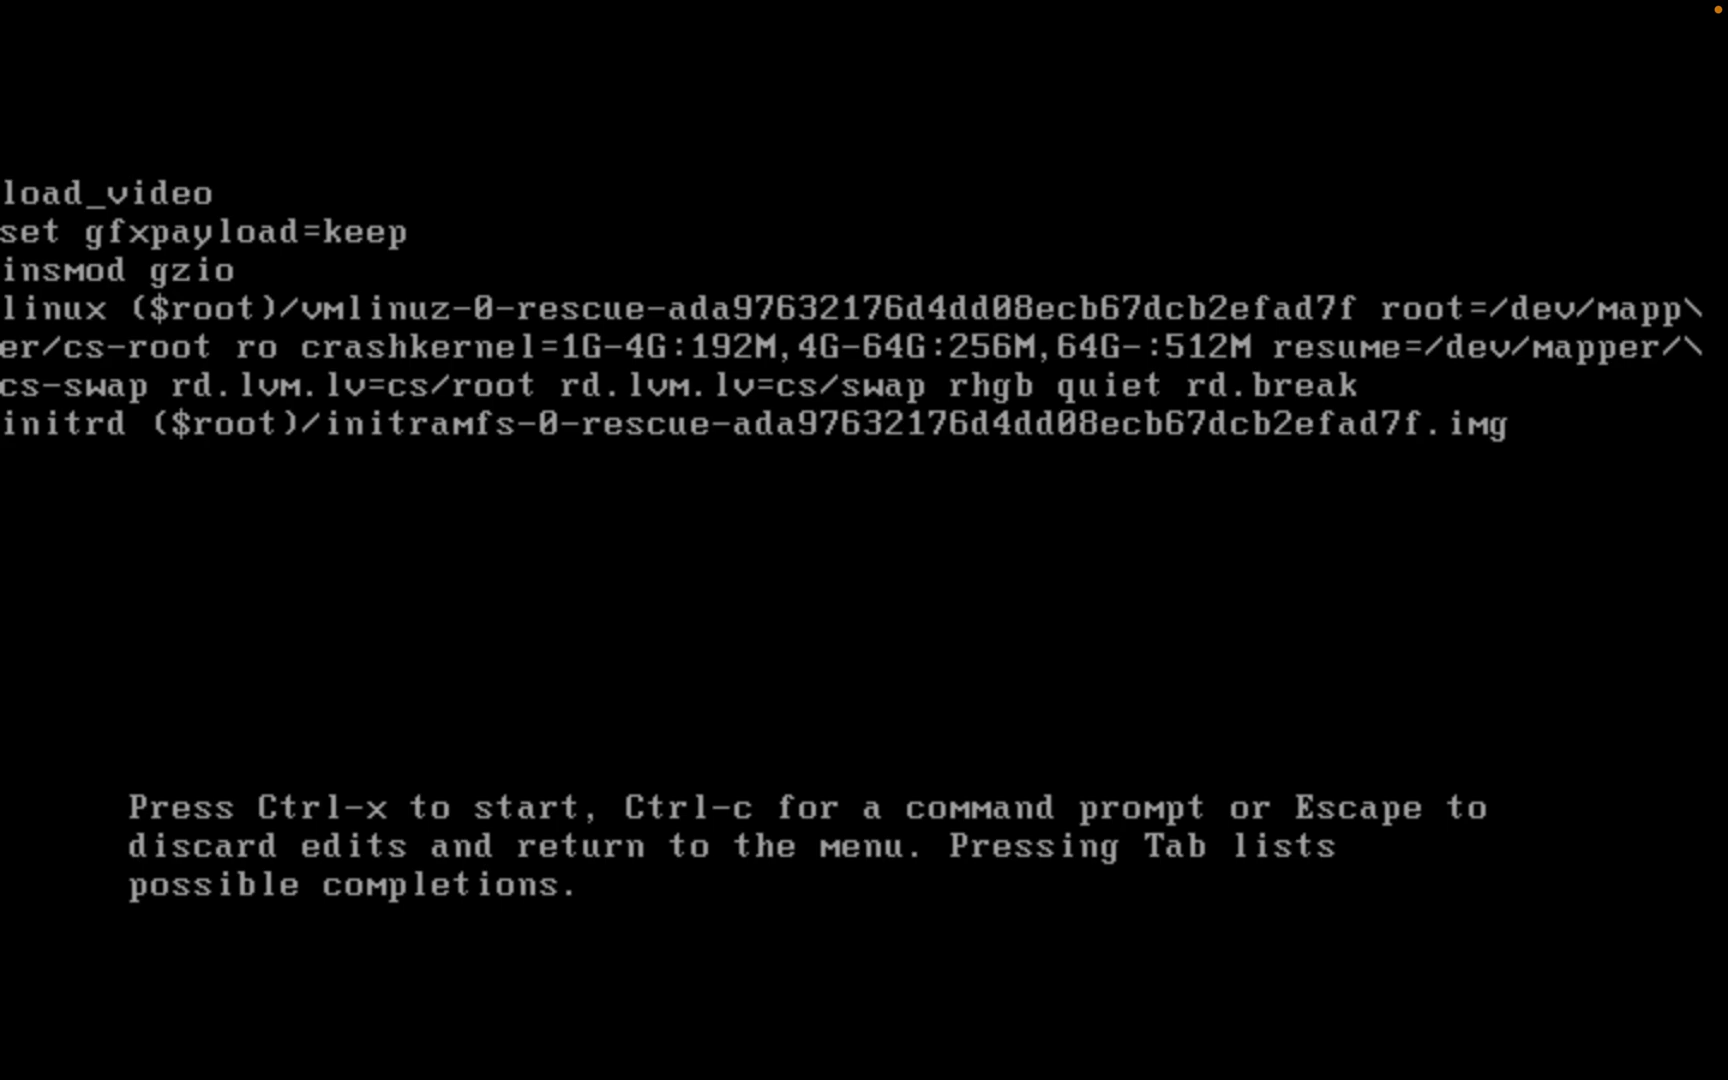 load_video
set gfxpayload=keep
insmod gzio
linux ($root)/vmlinuz-0-rescue-ada97632176d4dd08ecb67dcb2efad7f root=/dev/mapp\
er/cs-root ro crashkernel=1G-4G:192M,4G-64G:256M,64G-:512M resume=/dev/mapper/\
cs-swap rd.lvm.lv=cs/root rd.lvm.lv=cs/swap rhgb quiet rd.break
initrd ($root)/initramfs-0-rescue-ada97632176d4dd08ecb67dcb2efad7f.img
Press Ctrl-x to start, Ctrl-c for a command prompt or Escape to
discard edits and return to the menu. Pressing Tab lists
possible completions.